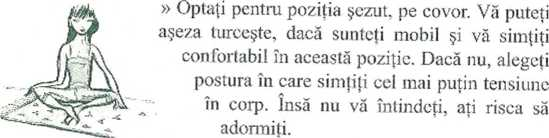 » Optați pentru poziția șezut, pe covor. Vă puteți
așeza turcește, dacă sunteți mobil și vă simțiți
confortabil în această poziție. Dacă nu, alegeți
postura în care simțiți cel mai puțin tensiune
în corp. Însă nu vă întindeți, ați risca să
adormiți.